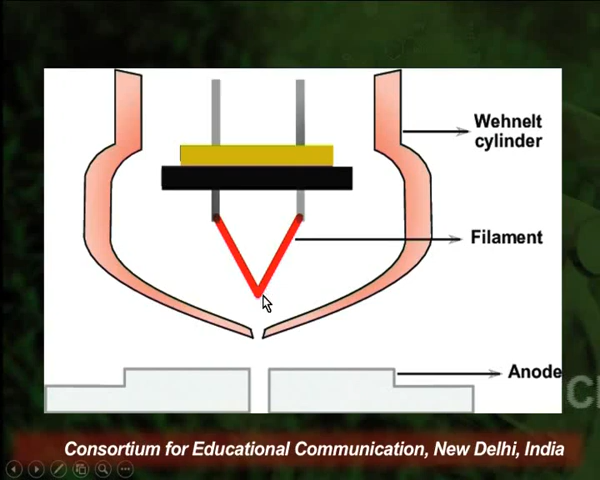 Wehnelt
cylinder
Filament
Anode
Consortium for Educational Communication, New Delhi, India